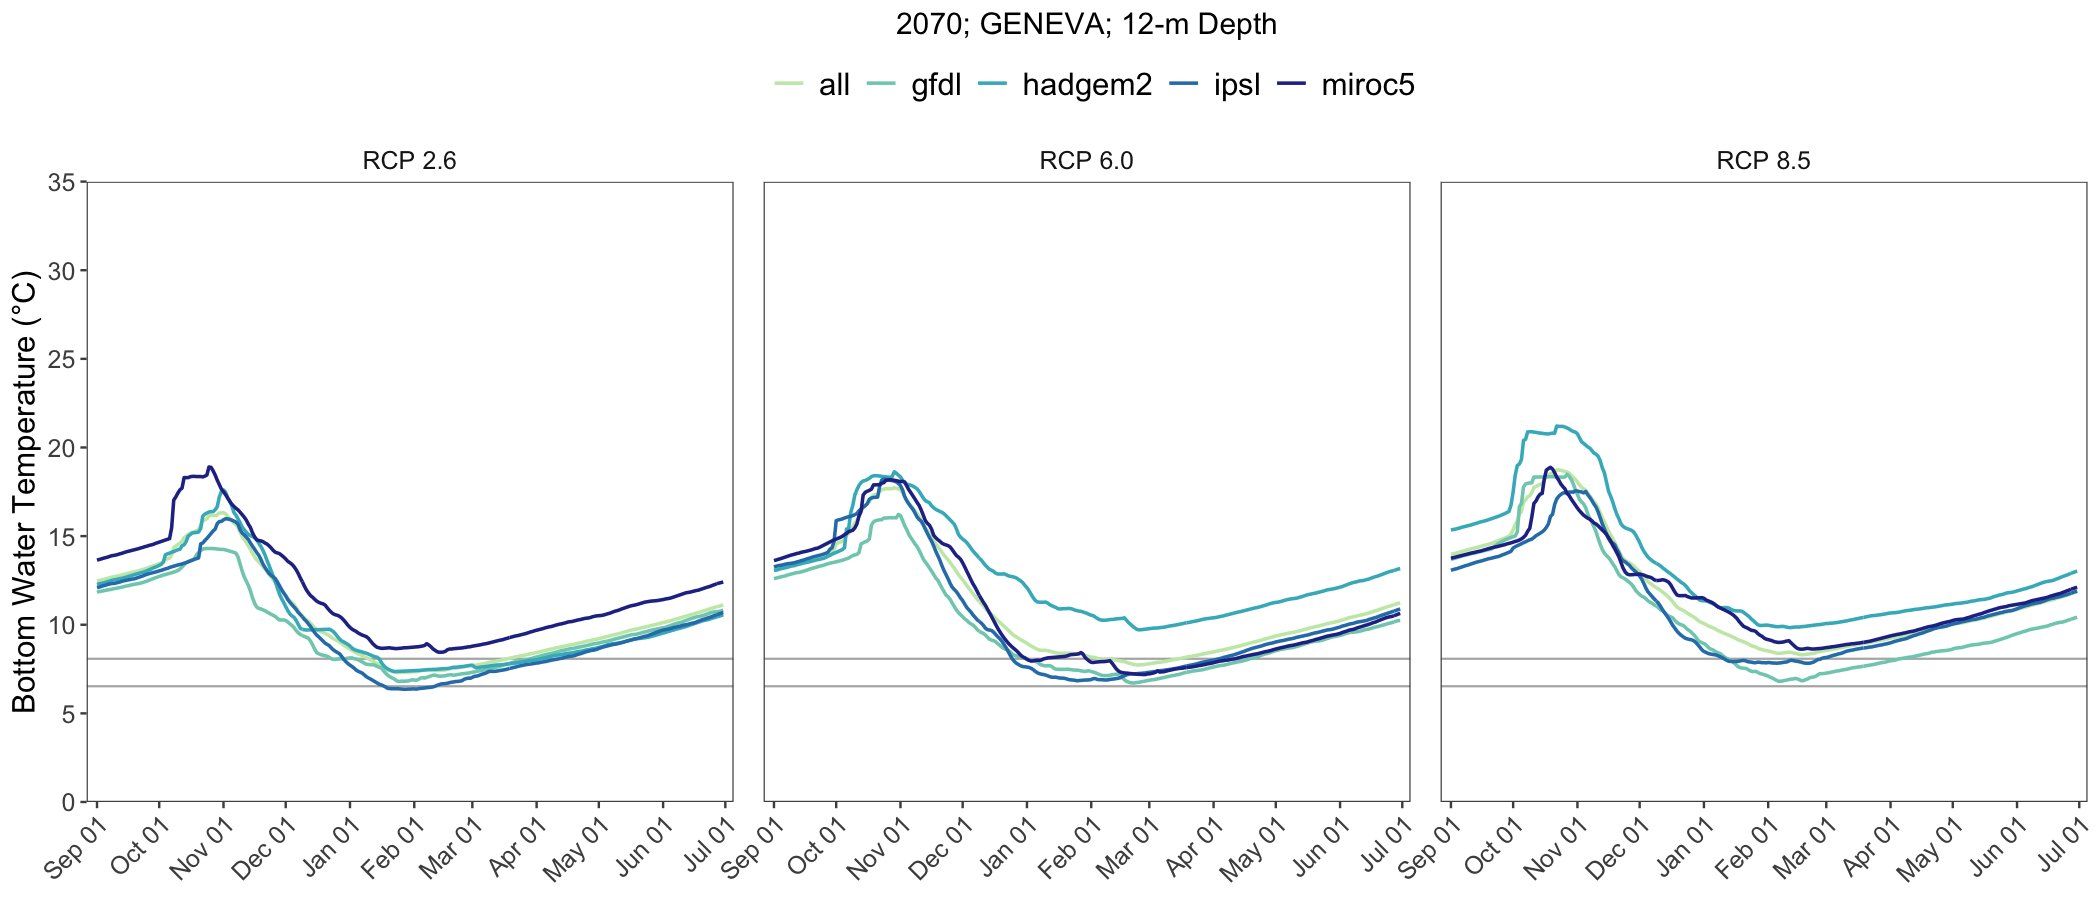 2070; GENEVA; 12-m Depth
all gfdl hadgem2 ipsl miroc5
RCP 2.6 RCP 6.0 RCP 8.5
Bottom Water Temperature (°C)
35
30
25
20
15
10
5
0
Sep 01 Oct 01 Nov 01 Dec 01 Jan 01 Feb 01 Mar 01 Apr 01 May 01 Jun 01 Jul 01
Sep 01 Oct 01 Nov 01 Dec 01 Jan 01 Feb 01 Mar 01 Apr 01 May 01 Jun 01 Jul 01
Sep 01 Oct 01 Nov 01 Dec 01 Jan 01 Feb 01 Mar 01 Apr 01 May 01 Jun 01 Jul 01